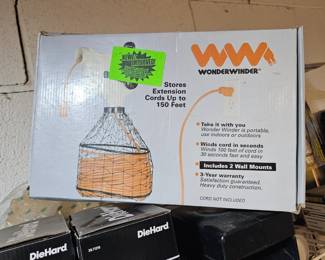 NEW!
WW
WONDERWINDER®
Stores
Extension
Cords Up to
150 Feet
Take it with you
Wonder Winder is portable,
use indoors or outdoors
Winds cord in seconds
Winds 100 feet of cord in
30 seconds fast and easy
Includes 2 Wall Mounts
3-Year warranty
Satisfaction guaranteed.
Heavy duty construction.
CORD NOT INCLUDED
DieHard
DieHard